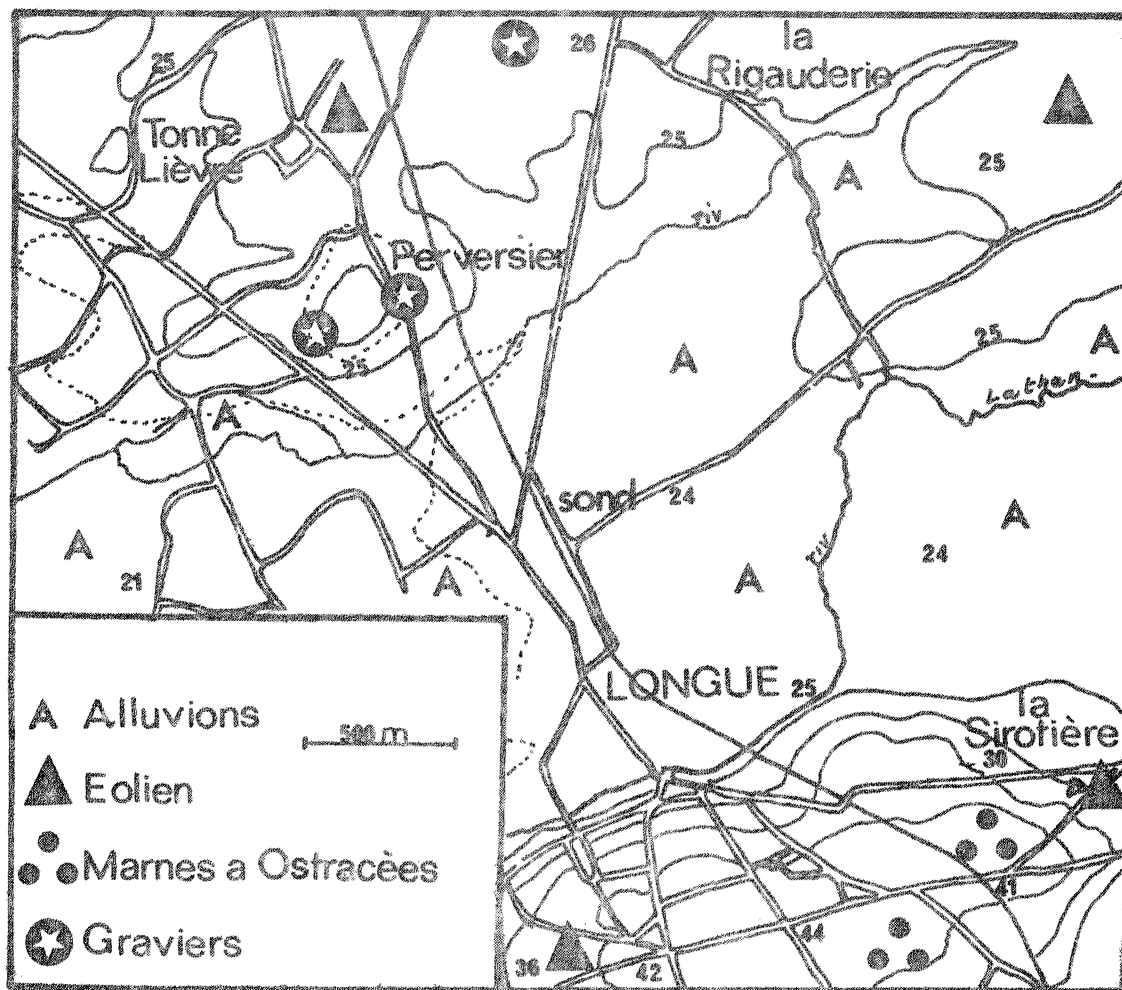 26
la
Rigauderie
25
Tonne
Lièvre
25
25
A
riv
Perversier
25
25
A
A
Lathan
A
sond
24
A
A
riv
24
21
A
A
LONGUE
25
la
Sirotière
30
A Alluvions
500 m
Eolien
Marnes a Ostracées
41
Graviers
44
36
42